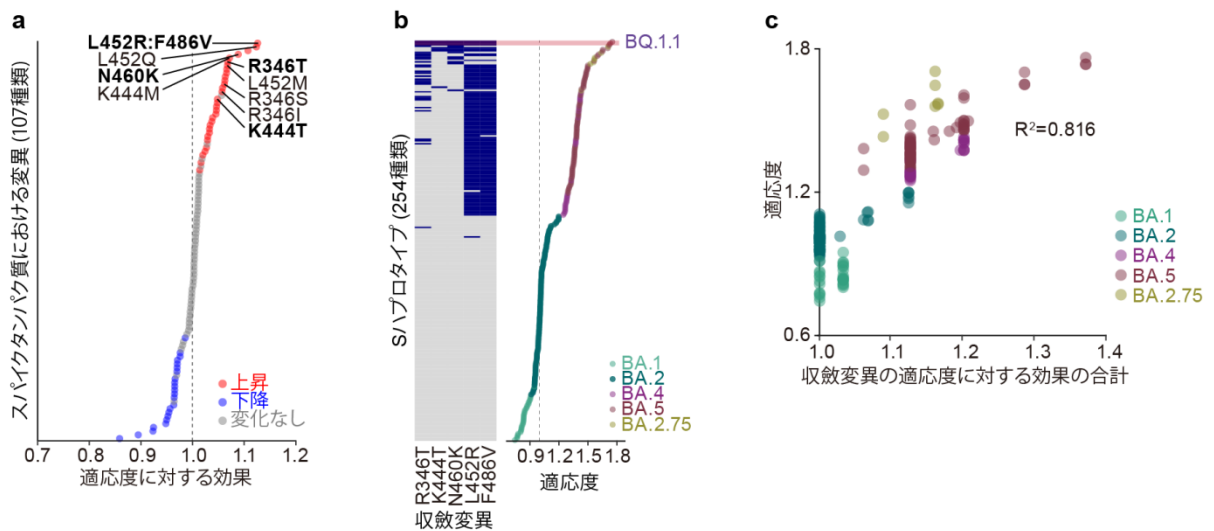 a
スパイクタンパク質における変異 (107種類)
L452R:F486V
L452Q
N460K
K444M
R346T
L452M
R346S
R346I
K444T
上昇
下降
変化なし
0.7 0.8 0.9 1.0 1.1 1.2
適応度に対する効果
b
Sハプロタイプ (254種類)
BQ.1.1
BA.1
BA.2
BA.4
BA.5
BA.2.75
R346T
K444T
N460K
L452R
F486V
収斂変異
0.9 1.2 1.5 1.8
適応度
c
適応度
1.8
1.2
0.6
R²=0.816
BA.1
BA.2
BA.4
BA.5
BA.2.75
1.0 1.1 1.2 1.3 1.4
収斂変異の適応度に対する効果の合計